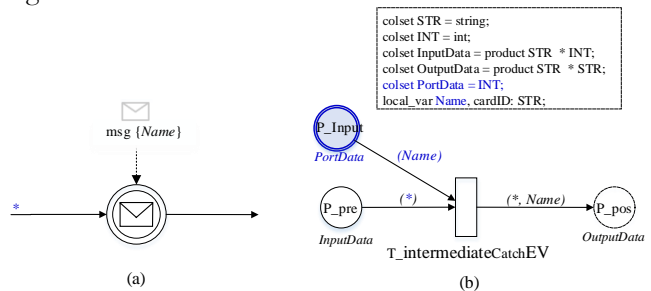 colset STR = string;
colset INT = int;
colset InputData = product STR * INT;
colset OutputData = product STR * STR;
colset PortData = INT;
local_var Name, cardID: STR;
msg {Name}
*
(a)
P_Input
PortData
(Name)
P_pre
(*)
(*, Name)
P_pos
InputData
OutputData
T_intermediateCatchEV
(b)